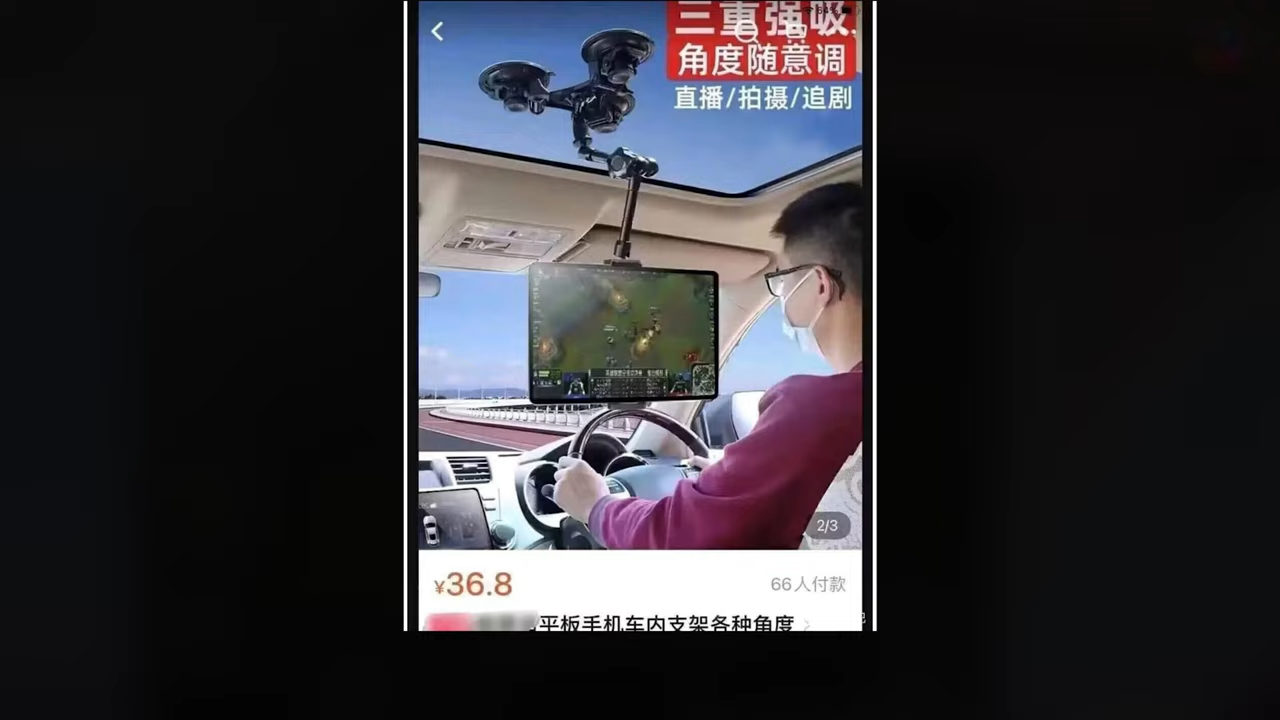 三重强吸
角度随意调
直播/拍摄/追剧
2/3
¥36.8
66人付款
平板手机车内支架各种角度